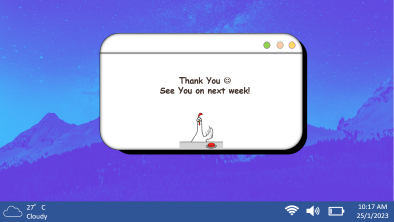 Thank You ☺
See You on next week!
27° C
Cloudy
10:17 AM
25/1/2023